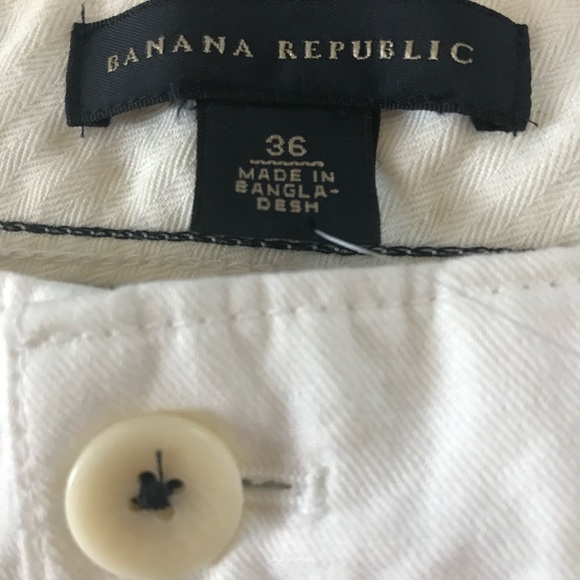 BANANA REPUBLIC
36
MADE IN
BANGLA-
DESH